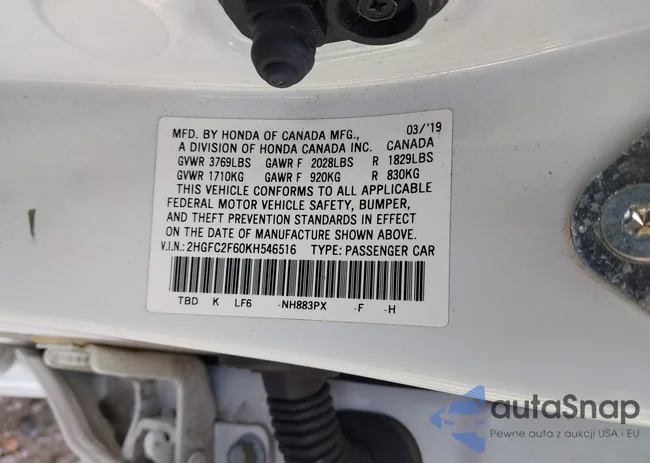 MFD. BY HONDA OF CANADA MFG., 03/'19
A DIVISION OF HONDA CANADA INC. CANADA
GVWR 3769LBS GAWR F 2028LBS R 1829LBS
GVWR 1710KG GAWR F 920KG R 830KG
THIS VEHICLE CONFORMS TO ALL APPLICABLE
FEDERAL MOTOR VEHICLE SAFETY, BUMPER,
AND THEFT PREVENTION STANDARDS IN EFFECT
ON THE DATE OF MANUFACTURE SHOWN ABOVE.
V.I.N.: 2HGFC2F60KH546516 TYPE: PASSENGER CAR
TBD K LF6 -NH883PX -F -H
autaSnap
Pewne auta z aukcji USA i EU